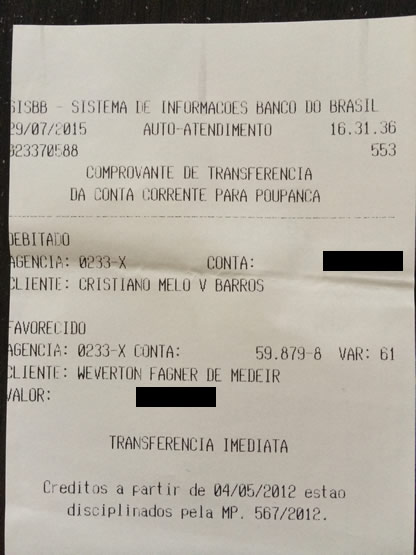 SISBB - SISTEMA DE INFORMACOES BANCO DO BRASIL
29/07/2015 AUTO-ATENDIMENTO 16.31.36
023370588 553
COMPROVANTE DE TRANSFERENCIA
DA CONTA CORRENTE PARA POUPANCA
DEBITADO
AGENCIA: 0233-X CONTA:
CLIENTE: CRISTIANO MELO V BARROS
FAVORECIDO
AGENCIA: 0233-X CONTA: 59.879-8 VAR: 61
CLIENTE: WEVERTON FAGNER DE MEDEIR
VALOR:
TRANSFERENCIA IMEDIATA
Creditos a partir de 04/05/2012 estao
disciplinados pela MP. 567/2012.